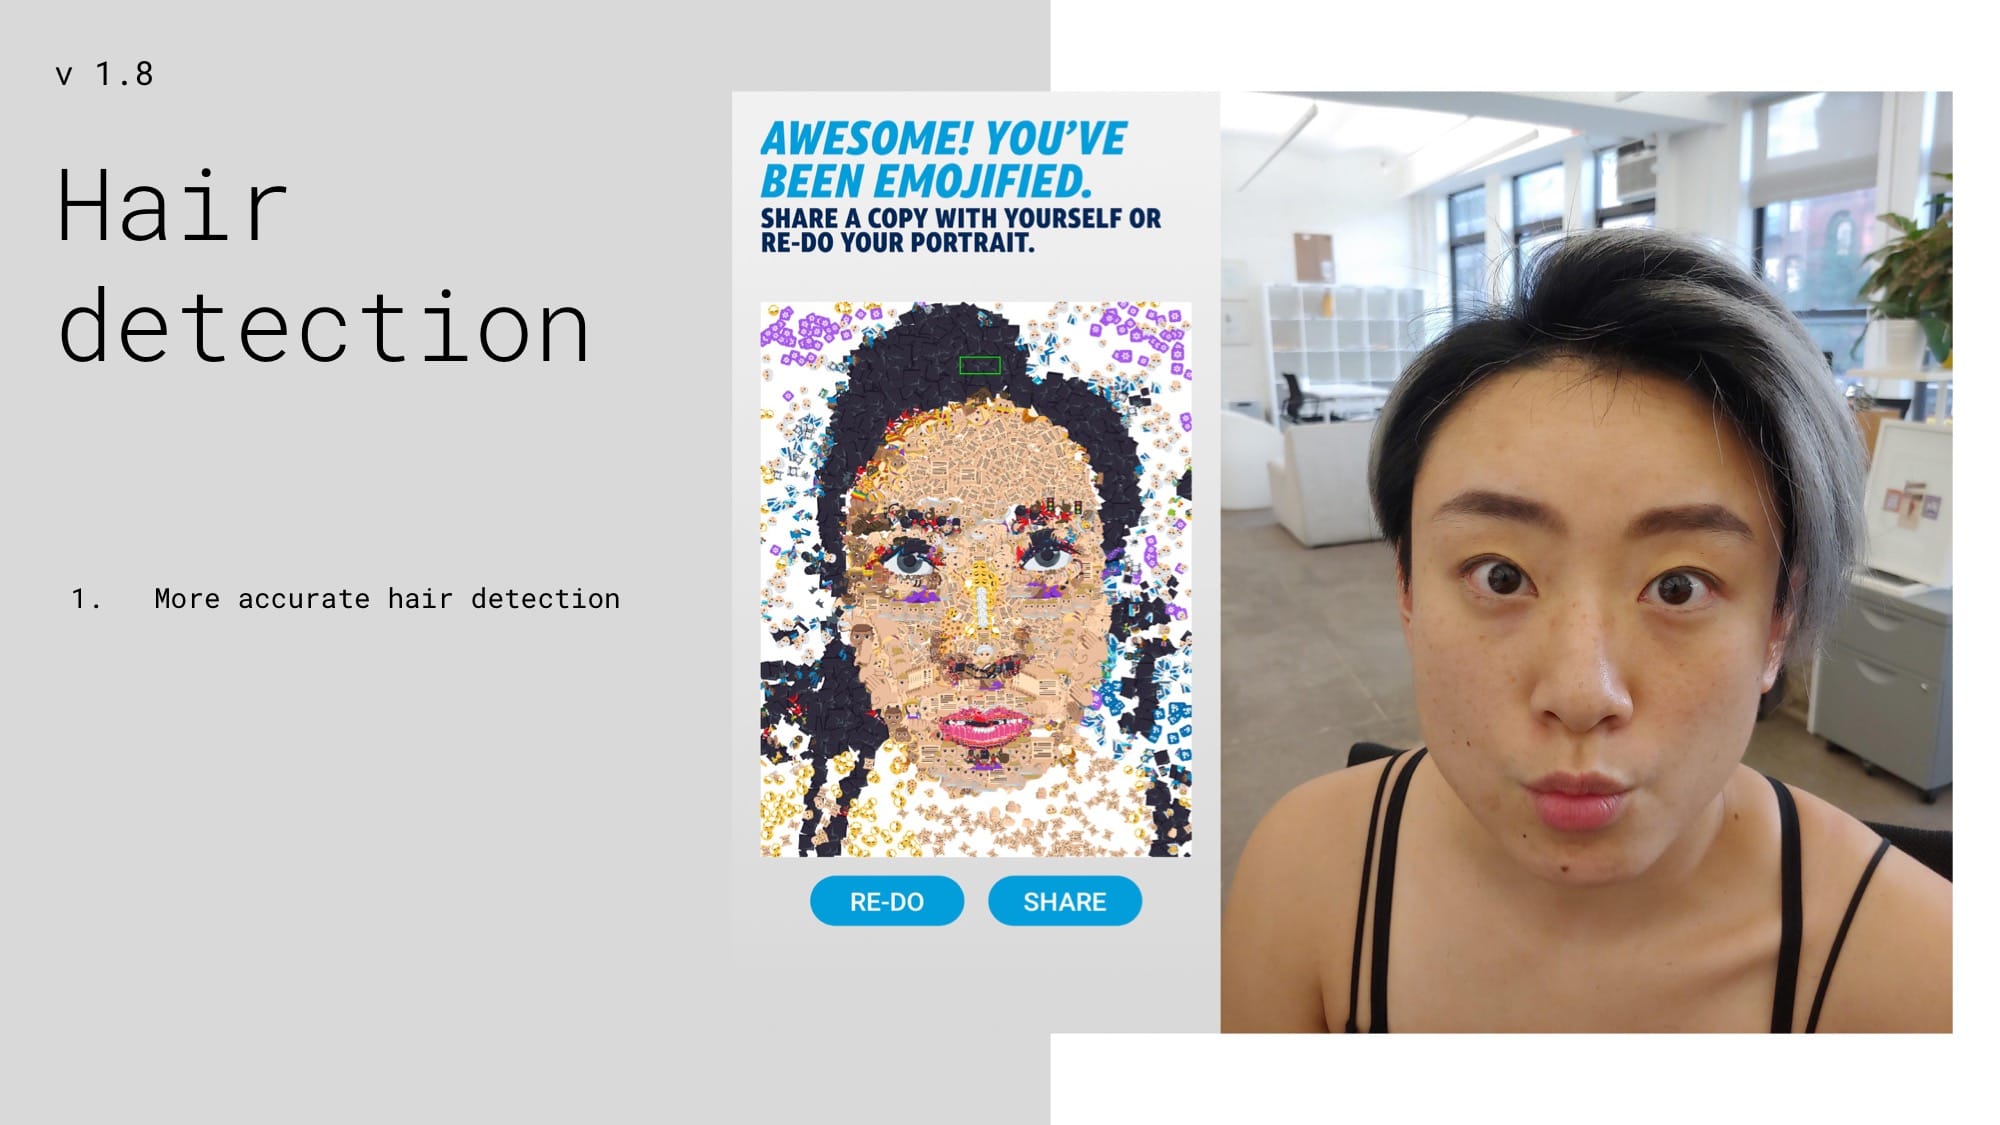 v 1.8
Hair
detection
1. More accurate hair detection
AWESOME! YOU’VE
BEEN EMOJIFIED.
SHARE A COPY WITH YOURSELF OR
RE-DO YOUR PORTRAIT.
RE-DO
SHARE